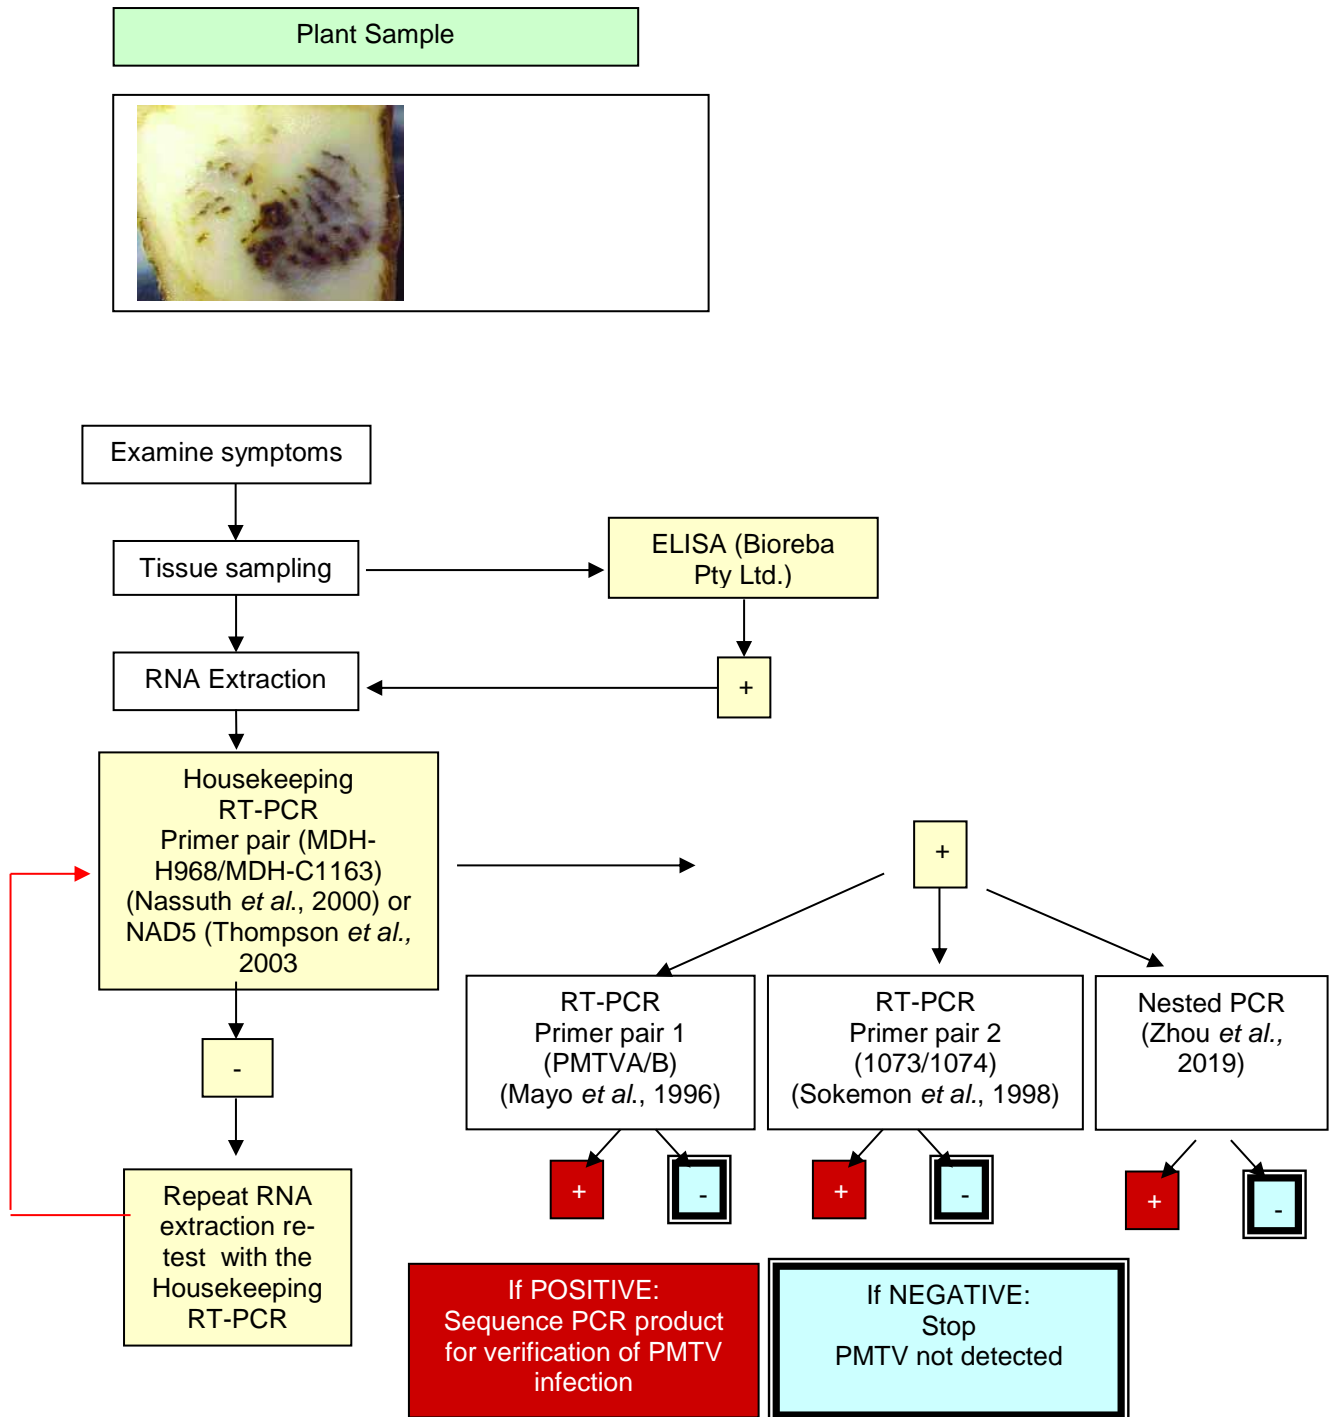 Plant Sample
Examine symptoms
Tissue sampling
ELISA (Bioreba
Pty Ltd.)
RNA Extraction
+
Housekeeping
RT-PCR
Primer pair (MDH-
H968/MDH-C1163)
(Nassuth et al., 2000) or
NAD5 (Thompson et al.,
2003
+
-
Repeat RNA
extraction re-
test with the
Housekeeping
RT-PCR
RT-PCR
Primer pair 1
(PMTVA/B)
(Mayo et al., 1996)
RT-PCR
Primer pair 2
(1073/1074)
(Sokemon et al., 1998)
Nested PCR
(Zhou et al.,
2019)
+
-
+
-
+
-
If POSITIVE:
Sequence PCR product
for verification of PMTV
infection
If NEGATIVE:
Stop
PMTV not detected